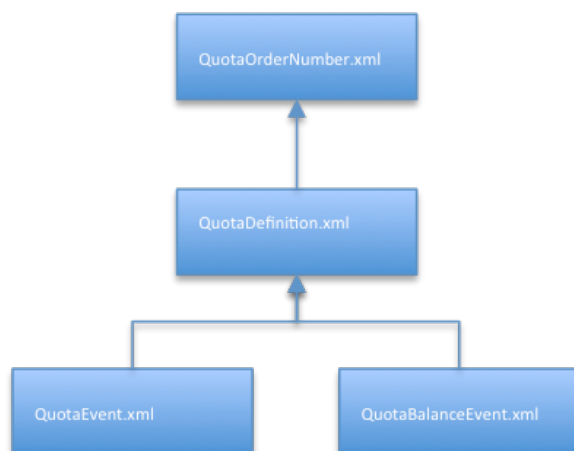 QuotaOrderNumber.xml
QuotaDefinition.xml
QuotaEvent.xml
QuotaBalanceEvent.xml